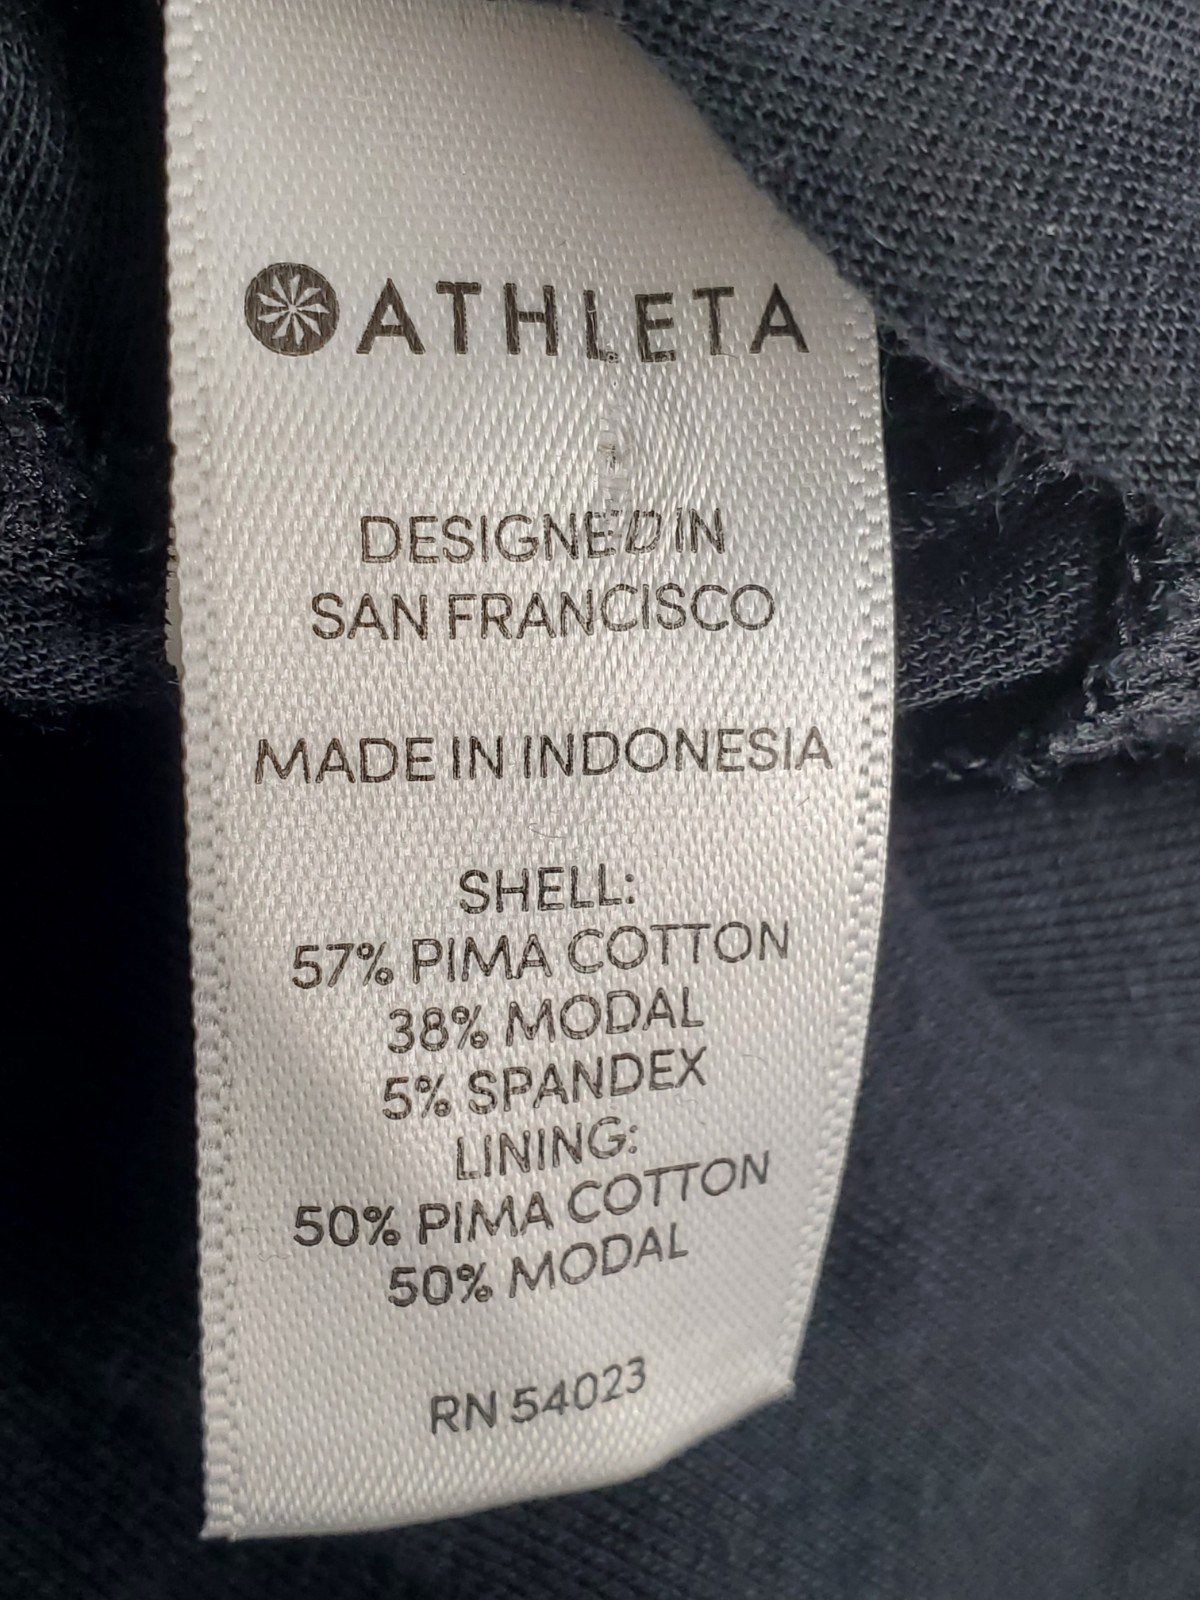 ATHLETA
DESIGNED IN
SAN FRANCISCO
MADE IN INDONESIA
SHELL:
57% PIMA COTTON
38% MODAL
5% SPANDEX
LINING:
50% PIMA COTTON
50% MODAL
RN 54023